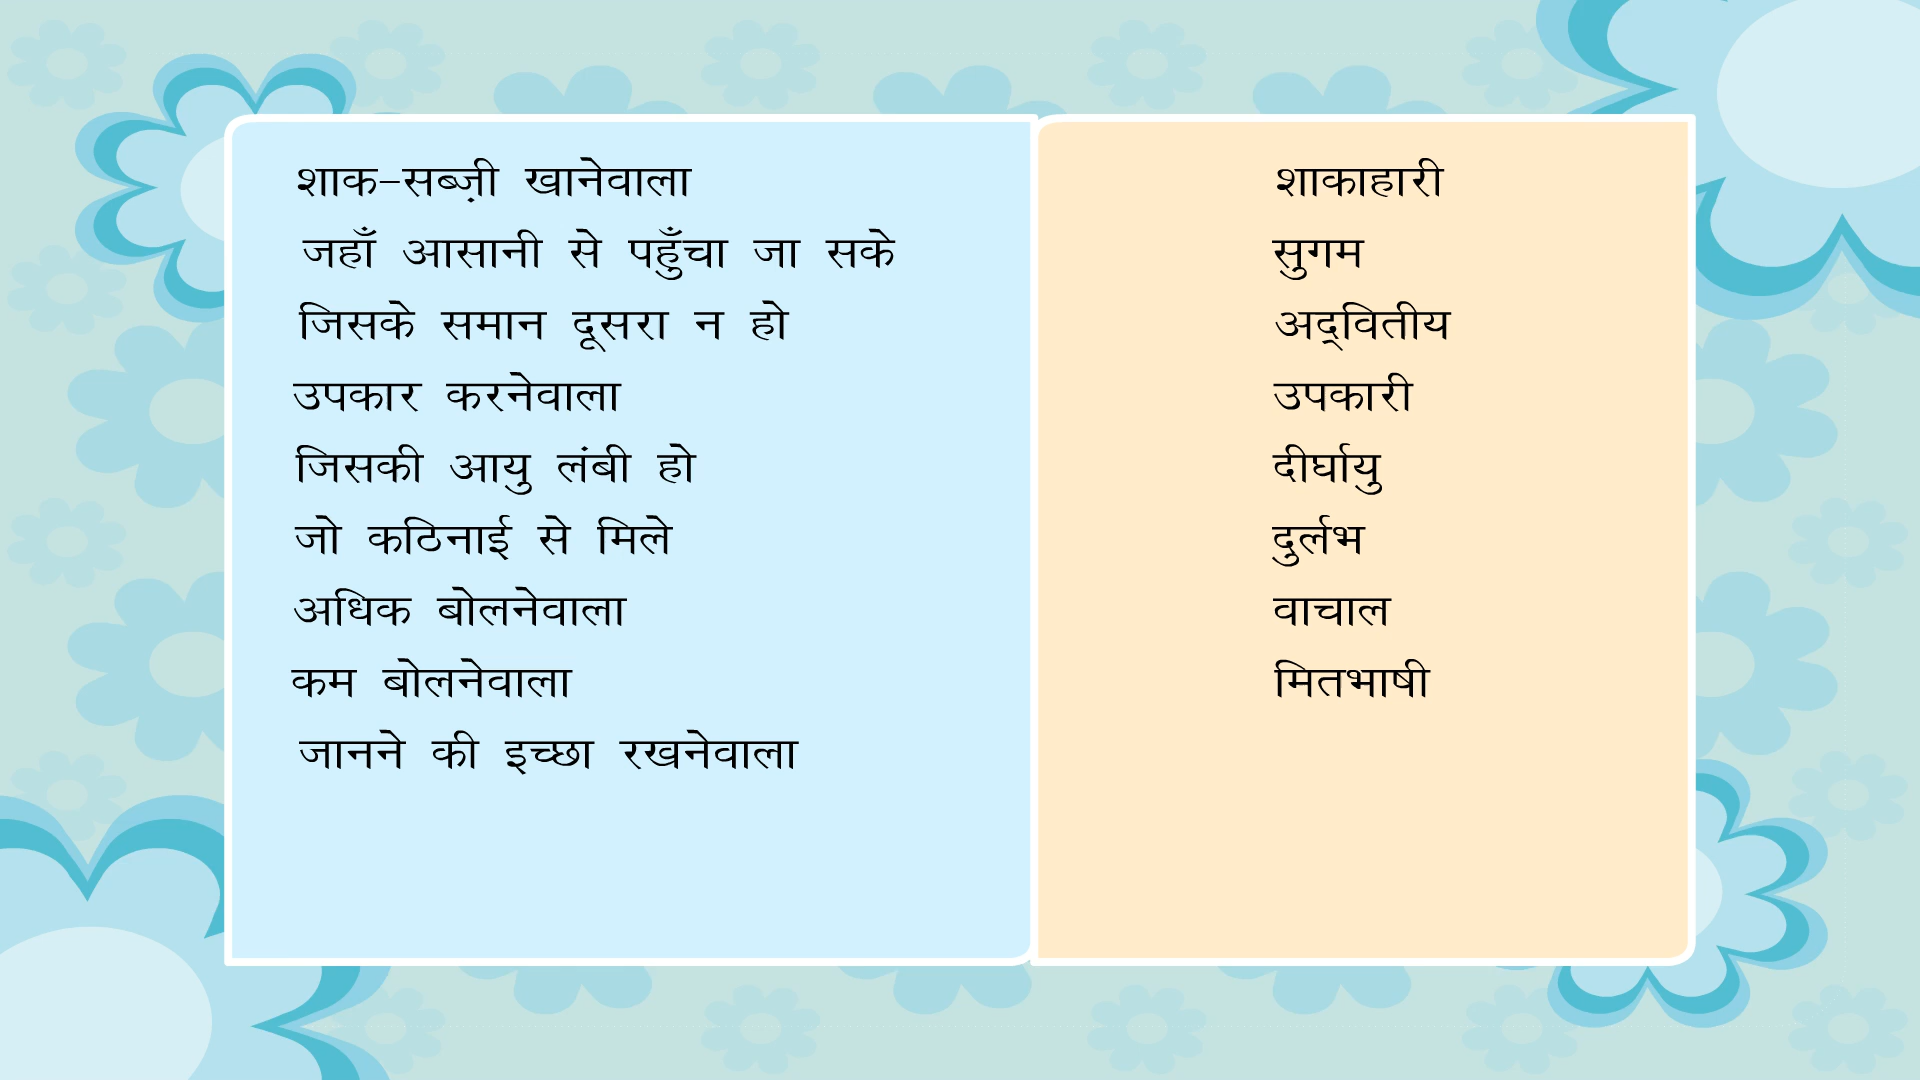 शाक-सब्ज़ी खानेवाला शाकाहारी
जहाँ आसानी से पहुँचा जा सके सुगम
जिसके समान दूसरा न हो अद्‌वितीय
उपकार करनेवाला उपकारी
जिसकी आयु लंबी हो दीर्घायु
जो कठिनाई से मिले दुर्लभ
अधिक बोलनेवाला वाचाल
कम बोलनेवाला मितभाषी
जानने की इच्छा रखनेवाला